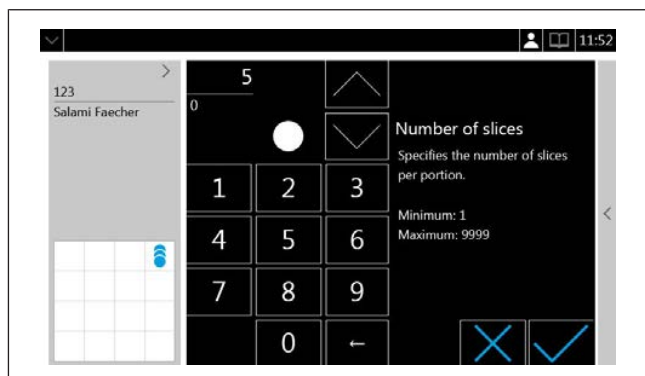 11:52
123
Salami Faecher
5
0
Number of slices
Specifies the number of slices
per portion.
Minimum: 1
Maximum: 9999
1 2 3
4 5 6
7 8 9
0 ←